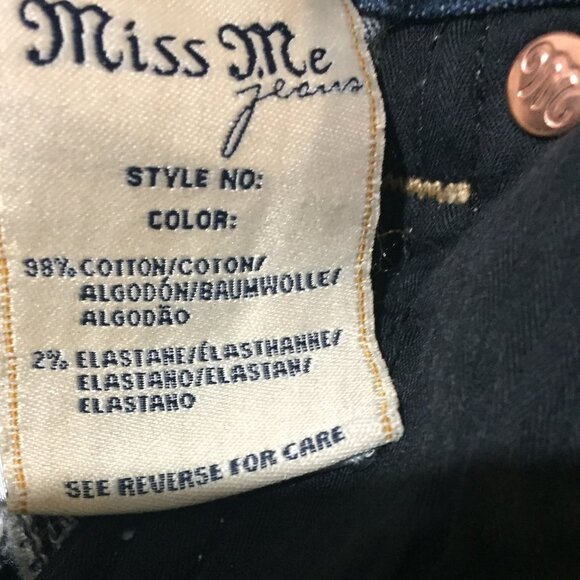 Miss Me
jeans
STYLE NO:
COLOR:
98% COTTON/COTON/
ALGODÓN/BAUMWOLLE/
ALGODÃO
2% ELASTANE/ÉLASTHANNE/
ELASTANO/ELASTAN/
ELASTANO
SEE REVERSE FOR CARE
M